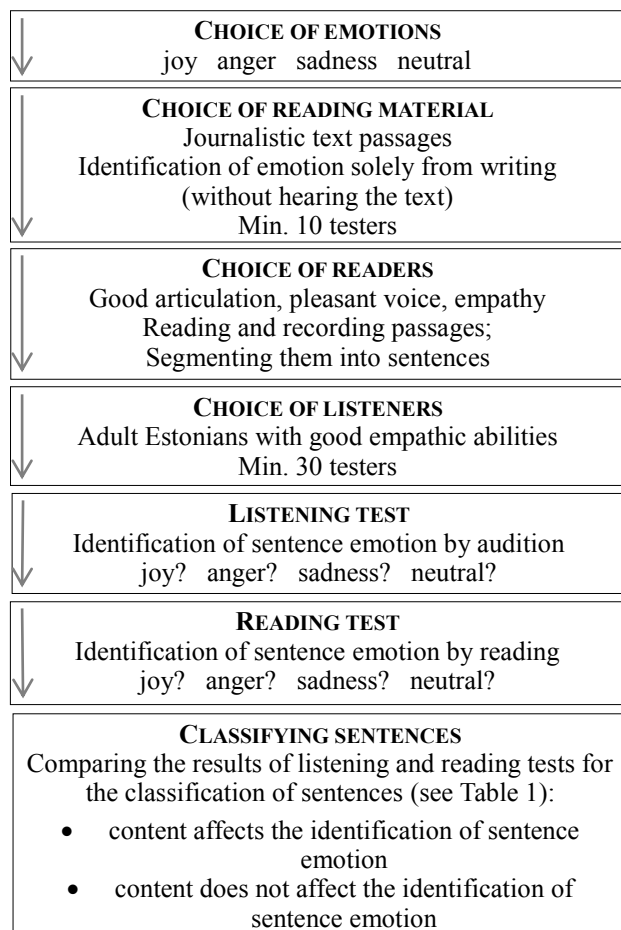 CHOICE OF EMOTIONS
joy anger sadness neutral
CHOICE OF READING MATERIAL
Journalistic text passages
Identification of emotion solely from writing
(without hearing the text)
Min. 10 testers
CHOICE OF READERS
Good articulation, pleasant voice, empathy
Reading and recording passages;
Segmenting them into sentences
CHOICE OF LISTENERS
Adult Estonians with good empathic abilities
Min. 30 testers
LISTENING TEST
Identification of sentence emotion by audition
joy? anger? sadness? neutral?
READING TEST
Identification of sentence emotion by reading
joy? anger? sadness? neutral?
CLASSIFYING SENTENCES
Comparing the results of listening and reading tests for
the classification of sentences (see Table 1):
• content affects the identification of sentence
emotion
• content does not affect the identification of
sentence emotion